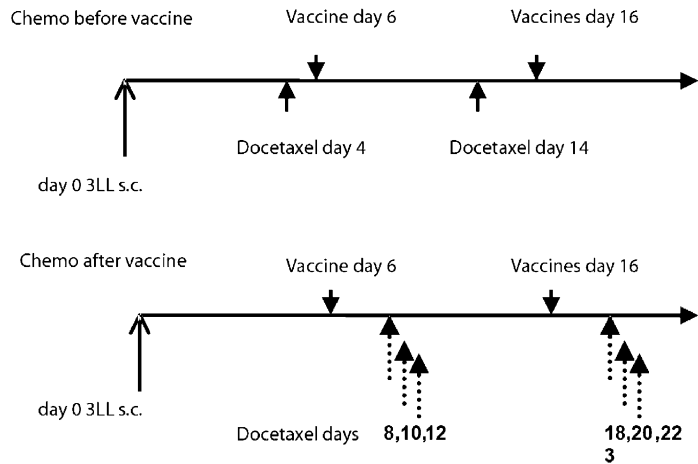 Chemo before vaccine
Vaccine day 6
Vaccines day 16
Docetaxel day 4
Docetaxel day 14
day 0 3LL s.c.
Chemo after vaccine
Vaccine day 6
Vaccines day 16
day 0 3LL s.c.
Docetaxel days
8,10,12
18,20,22
3